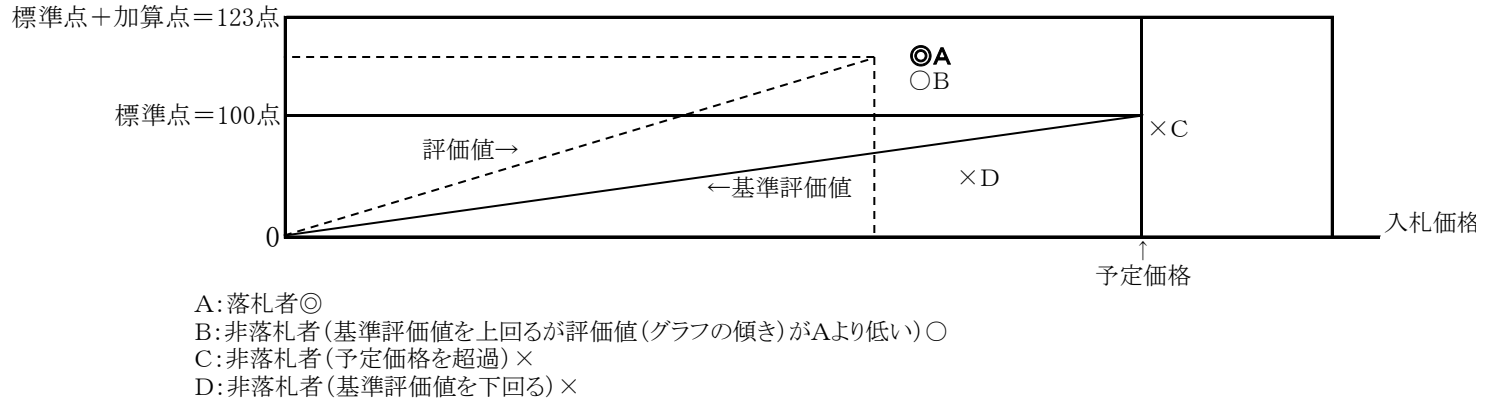 標準点＋加算点＝123点
◎A
○B
標準点＝100点
×C
評価値→
×D
←基準評価値
0
入札価格
↑
予定価格
A：落札者◎
B：非落札者（基準評価値を上回るが評価値（グラフの傾き）がAより低い）○
C：非落札者（予定価格を超過）×
D：非落札者（基準評価値を下回る）×